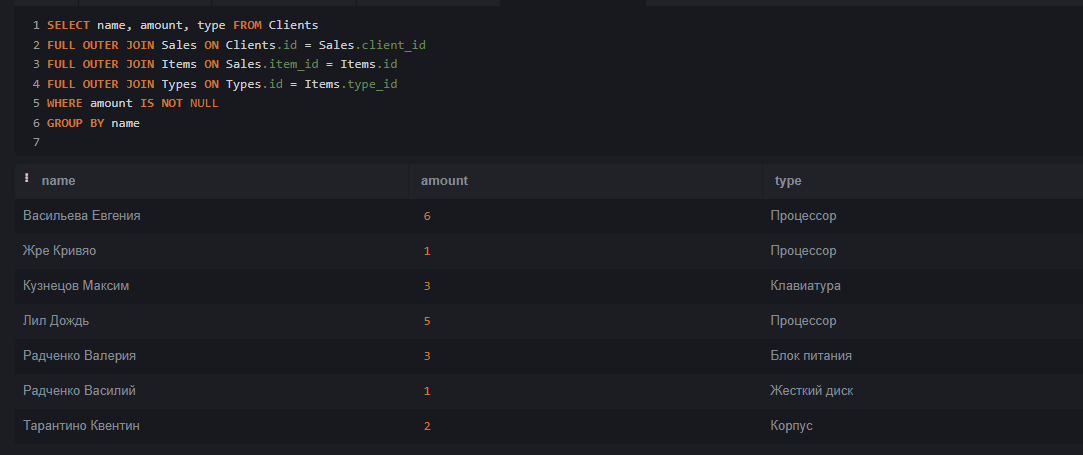 1 SELECT name, amount, type FROM Clients
2 FULL OUTER JOIN Sales ON Clients.id = Sales.client_id
3 FULL OUTER JOIN Items ON Sales.item_id = Items.id
4 FULL OUTER JOIN Types ON Types.id = Items.type_id
5 WHERE amount IS NOT NULL
6 GROUP BY name
7
name amount type
Васильева Евгения 6 Процессор
Жре Кривяо 1 Процессор
Кузнецов Максим 3 Клавиатура
Лил Дождь 5 Процессор
Радченко Валерия 3 Блок питания
Радченко Василий 1 Жесткий диск
Тарантино Квентин 2 Корпус